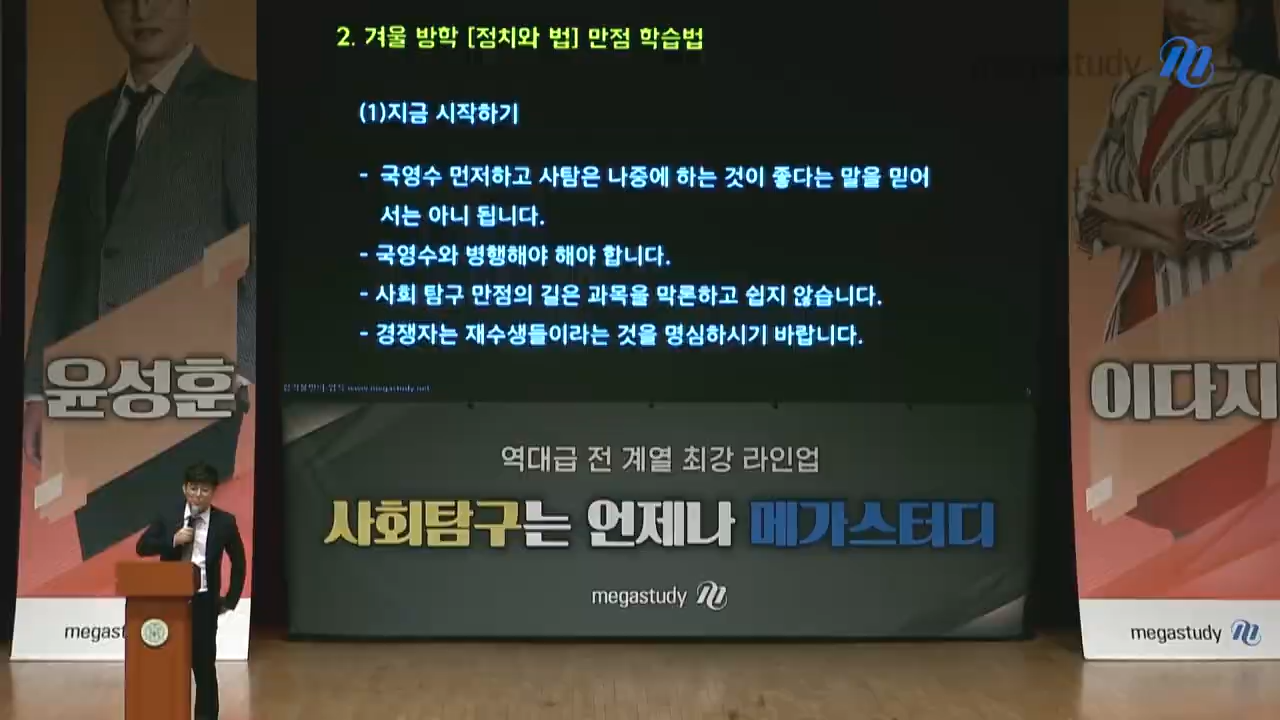 2. 겨울 방학 [정치와 법] 만점 학습법
(1)지금 시작하기
- 국영수 먼저하고 사탐은 나중에 하는 것이 좋다는 말을 믿어
서는 아니 됩니다.
- 국영수와 병행해야 해야 합니다.
- 사회 탐구 만점의 길은 과목을 막론하고 쉽지 않습니다.
- 경쟁자는 재수생들이라는 것을 명심하시기 바랍니다.
www.megastudy.net
윤성훈
이다지
역대급 전 계열 최강 라인업
사회탐구는 언제나 메가스터디
megastudy
megast
megastudy